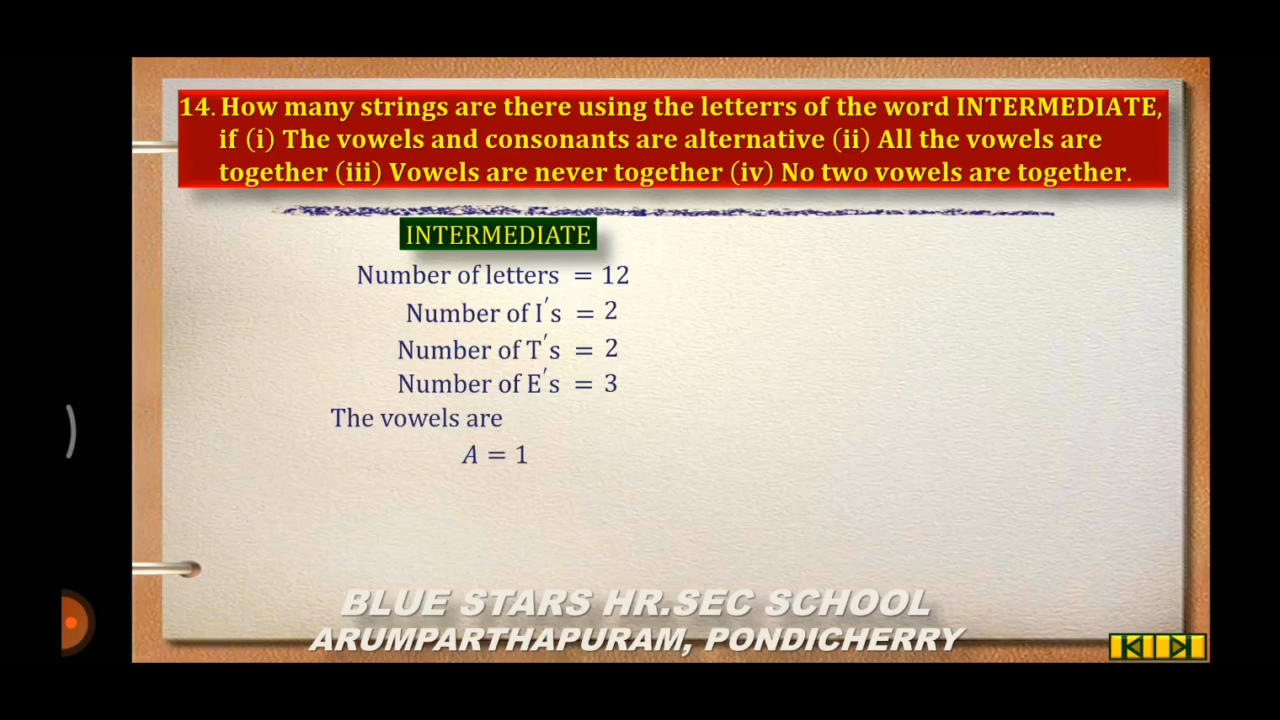 14. How many strings are there using the letterrs of the word INTERMEDIATE,
if (i) The vowels and consonants are alternative (ii) All the vowels are
together (iii) Vowels are never together (iv) No two vowels are together.
INTERMEDIATE
Number of letters = 12
Number of I's = 2
Number of T's = 2
Number of E's = 3
The vowels are
A = 1
BLUE STARS HR.SEC SCHOOL
ARUMPARTHAPURAM, PONDICHERRY